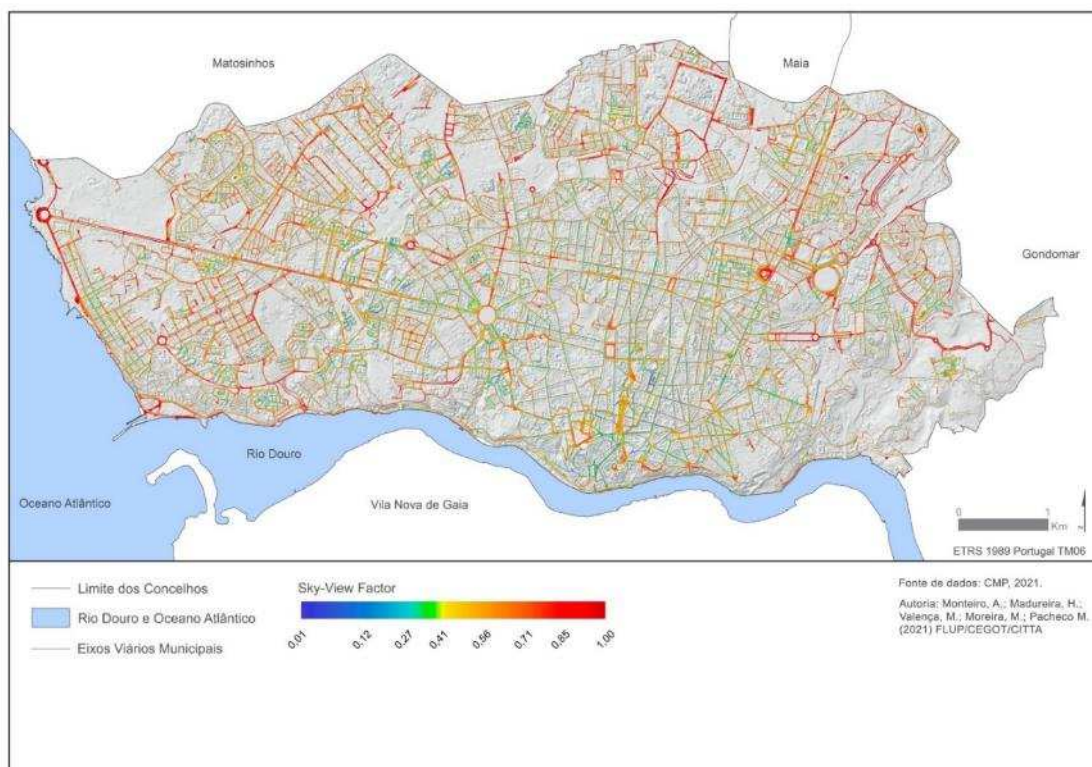 Matosinhos
Maia
Gondomar
Rio Douro
Oceano Atlântico
Vila Nova de Gaia
0 1
Km
N
ETRS 1989 Portugal TM06
Limite dos Concelhos
Rio Douro e Oceano Atlântico
Eixos Viários Municipais
Sky-View Factor
0,01 0,12 0,27 0,41 0,56 0,71 0,85 1,00
Fonte de dados: CMP, 2021.
Autoria: Monteiro, A.; Madureira, H.;
Valença, M.; Moreira, M.; Pacheco M.
(2021) FLUP/CEGOT/CITTA